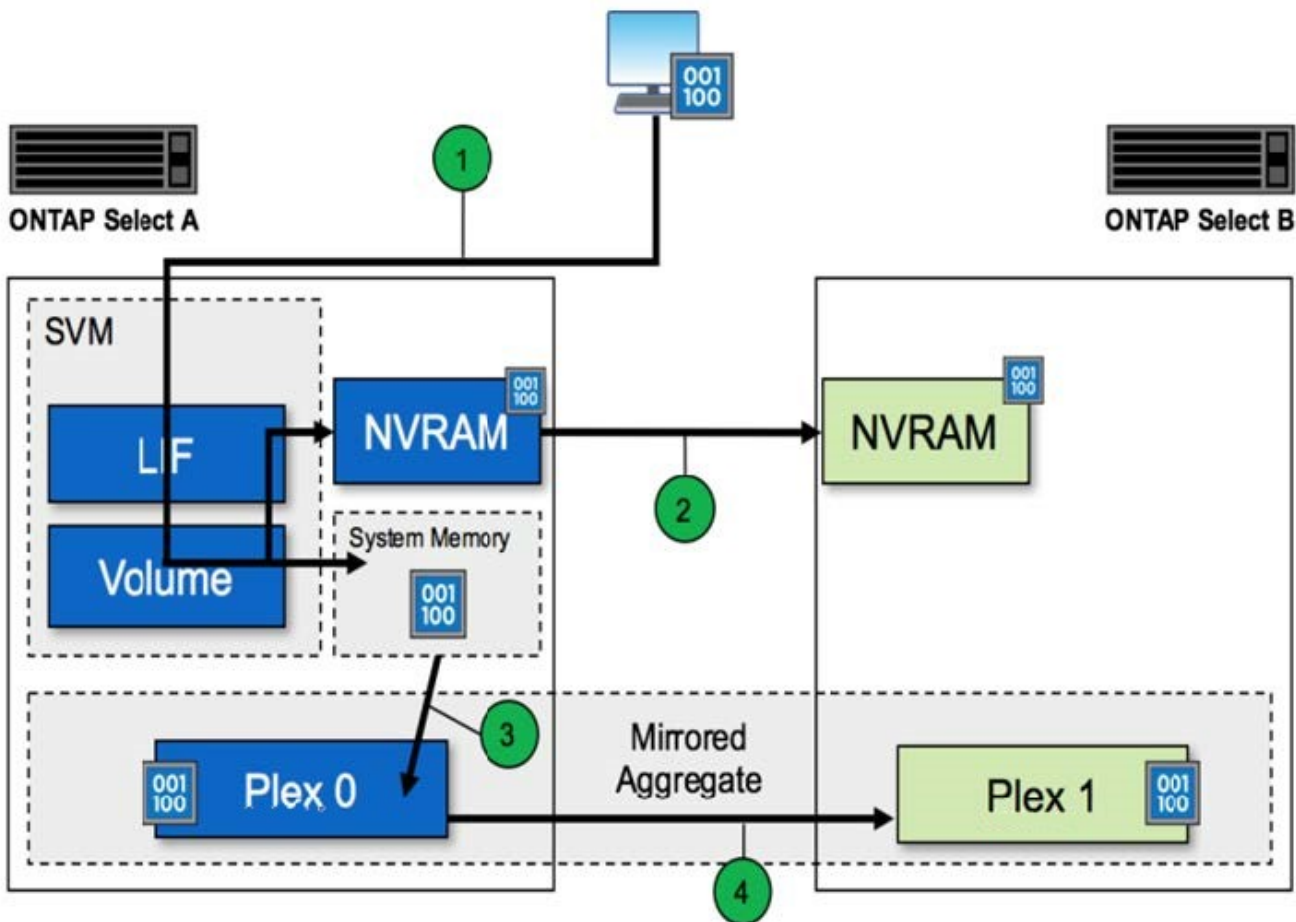 001
100
1
ONTAP Select A
ONTAP Select B
SVM
LIF
NVRAM
001
100
NVRAM
001
100
2
Volume
System Memory
001
100
3
Mirrored
Aggregate
001
100
Plex 0
Plex 1
001
100
4